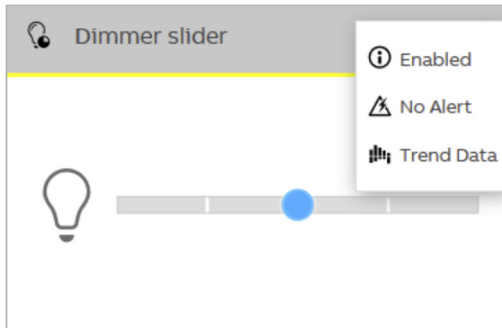 Dimmer slider
Enabled
No Alert
Trend Data